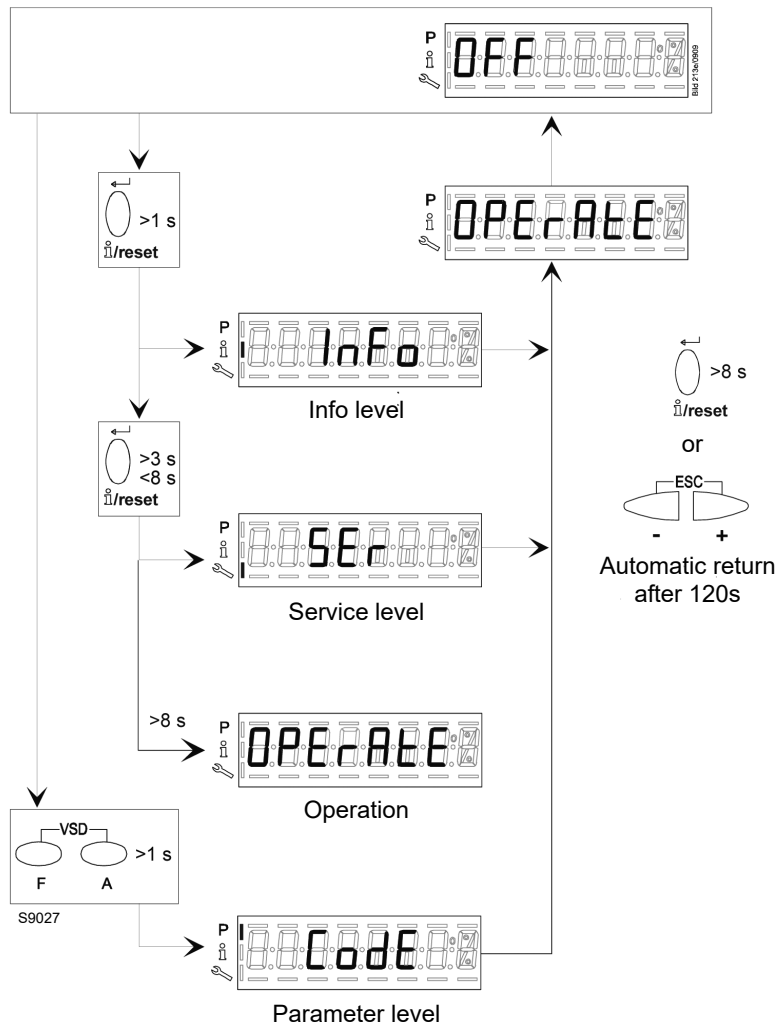 P
i
OFF
Bild 213e/0909
>1 s
i/reset
P
i
OPErAtE
P
i
InFo
Info level
>8 s
i/reset
or
ESC
- +
Automatic return
after 120s
>3 s
<8 s
i/reset
P
i
SEr
Service level
>8 s
P
i
OPErAtE
Operation
VSD
>1 s
F A
S9027
P
i
CodE
Parameter level